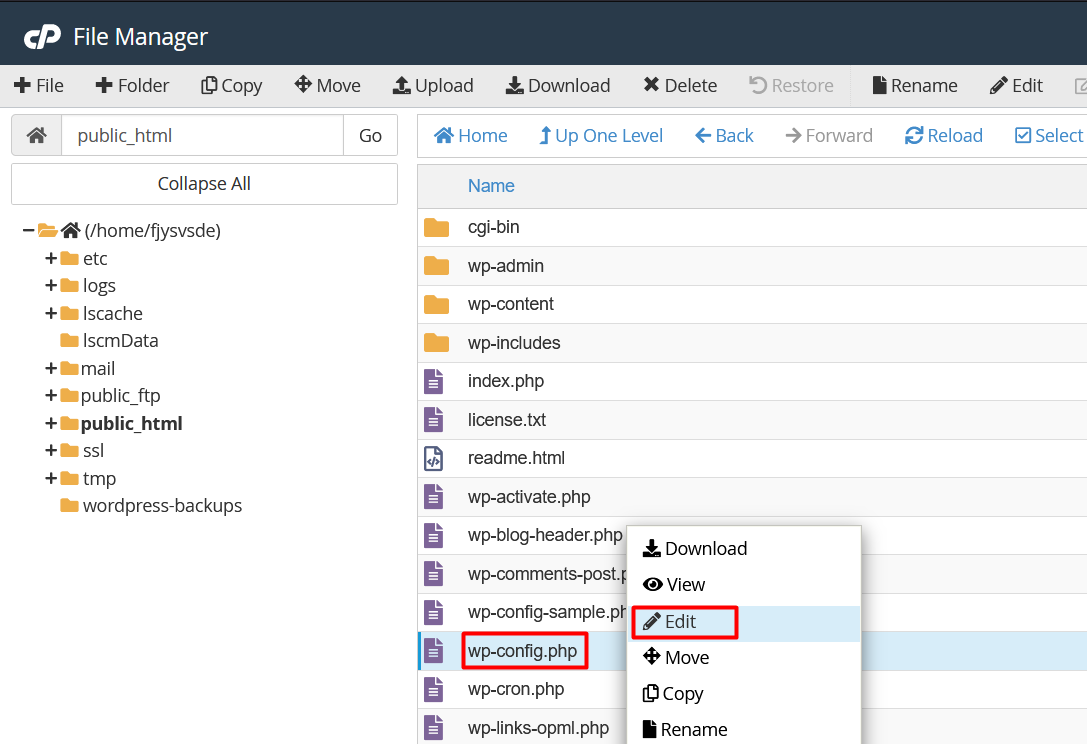 cP File Manager
File Folder Copy Move Upload Download Delete Restore Rename Edit
public_html Go
Home Up One Level Back Forward Reload Select
Collapse All
Name
(/home/fjysvsde)
etc
logs
lscache
lscmData
mail
public_ftp
public_html
ssl
tmp
wordpress-backups
cgi-bin
wp-admin
wp-content
wp-includes
index.php
license.txt
readme.html
wp-activate.php
wp-blog-header.php
wp-comments-post.p
wp-config-sample.ph
wp-config.php
wp-cron.php
wp-links-opml.php
Download
View
Edit
Move
Copy
Rename